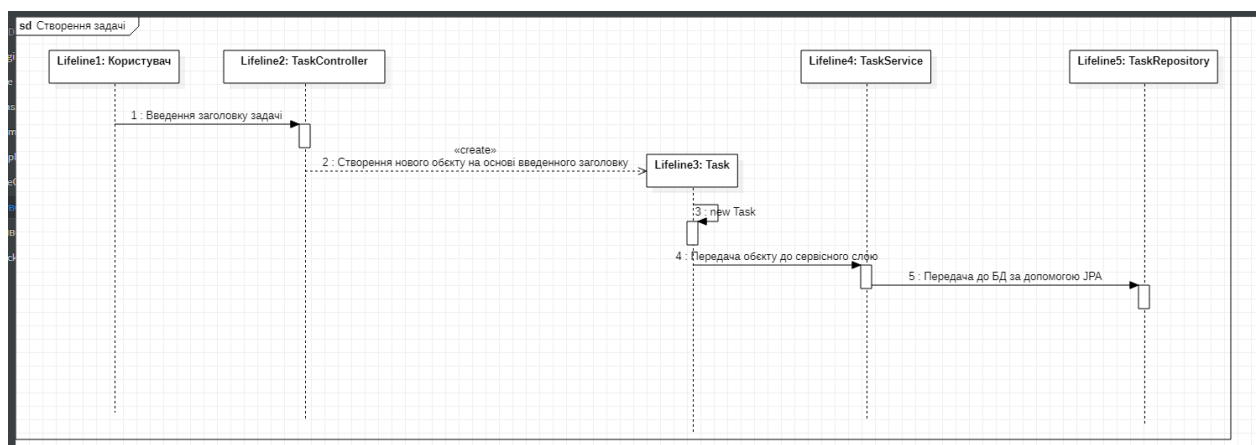 sd Створення задачі
Lifeline1: Користувач
Lifeline2: TaskController
Lifeline4: TaskService
Lifeline5: TaskRepository
1 : Введення заголовку задачі
«create»
2 : Створення нового обєкту на основі введенного заголовку
Lifeline3: Task
3 : new Task
4 : Передача обєкту до сервісного слою
5 : Передача до БД за допомогою JPA